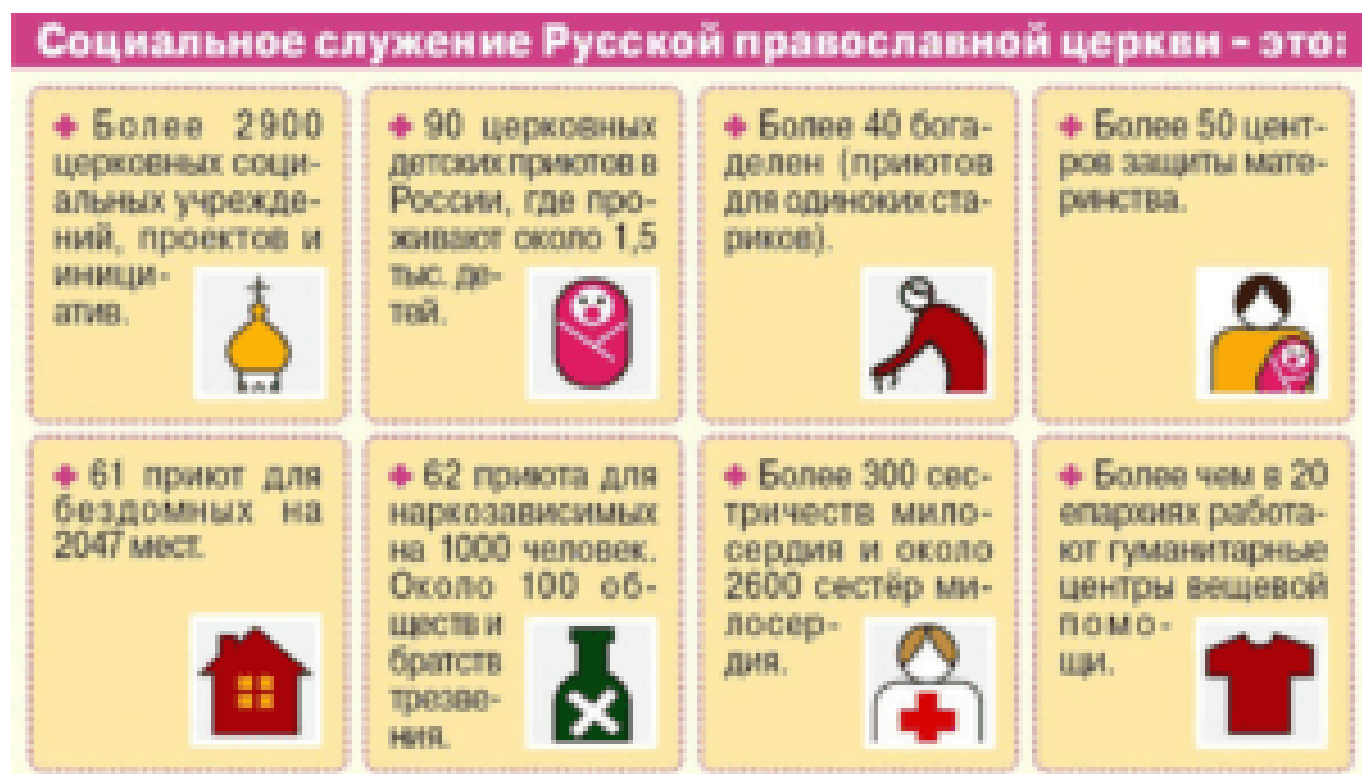 Социальное служение Русской православной церкви - это:
Более 2900
церковных соци-
альных учрежде-
ний, проектов и
иници-
атив.
90 церковных
детских приютов в
России, где про-
живают около 1,5
тыс. де-
тей.
Более 40 бога-
делен (приютов
для одиноких ста-
риков).
Более 50 цент-
ров защиты мате-
ринства.
61 приют для
бездомных на
2047 мест.
62 приюта для
наркозависимых
на 1000 человек.
Около 100 об-
ществ и
братств
трезве-
ния.
Более 300 сес-
тричеств мило-
сердия и около
2600 сестёр ми-
лосер-
дия.
Более чем в 20
епархиях работа-
ют гуманитарные
центры вещевой
помо-
щи.